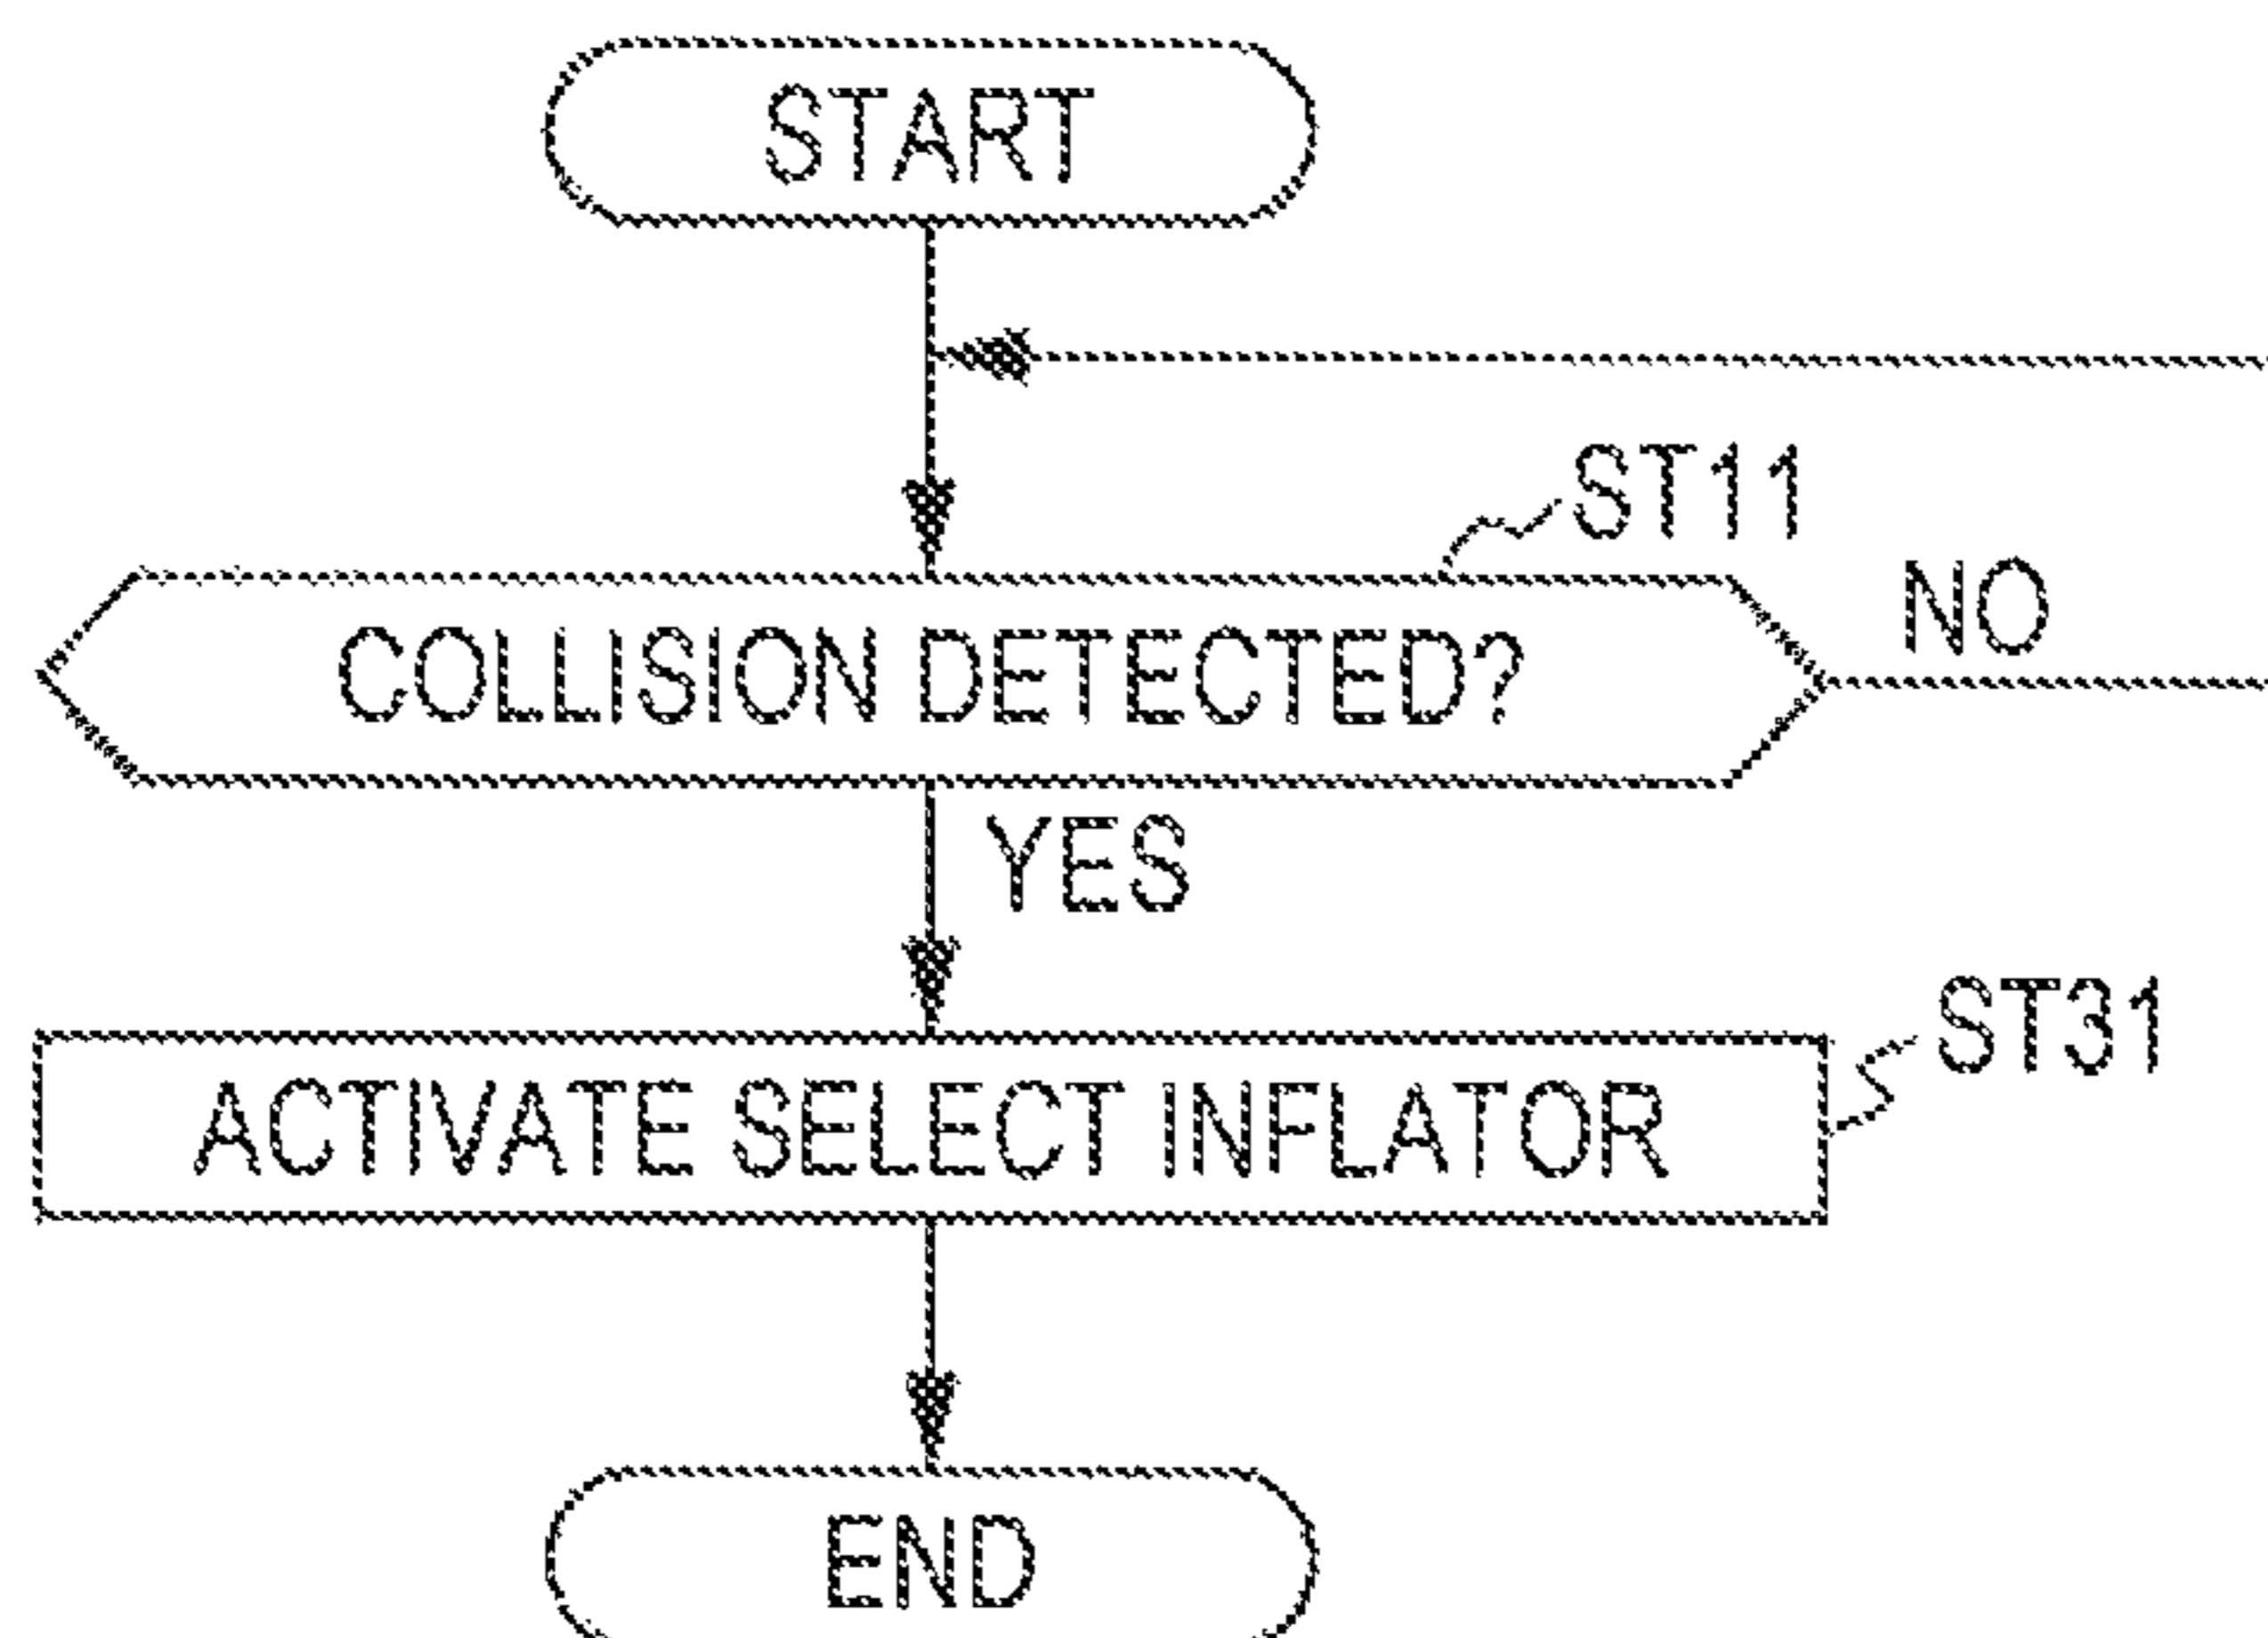 START
ST11
COLLISION DETECTED?
NO
YES
ST31
ACTIVATE SELECT INFLATOR
END